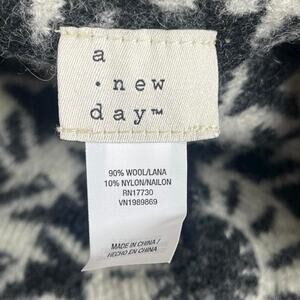 a
· new
day™
90% WOOL/LANA
10% NYLON/NAILON
RN17730
VN1989869
MADE IN CHINA /
HECHO EN CHINA